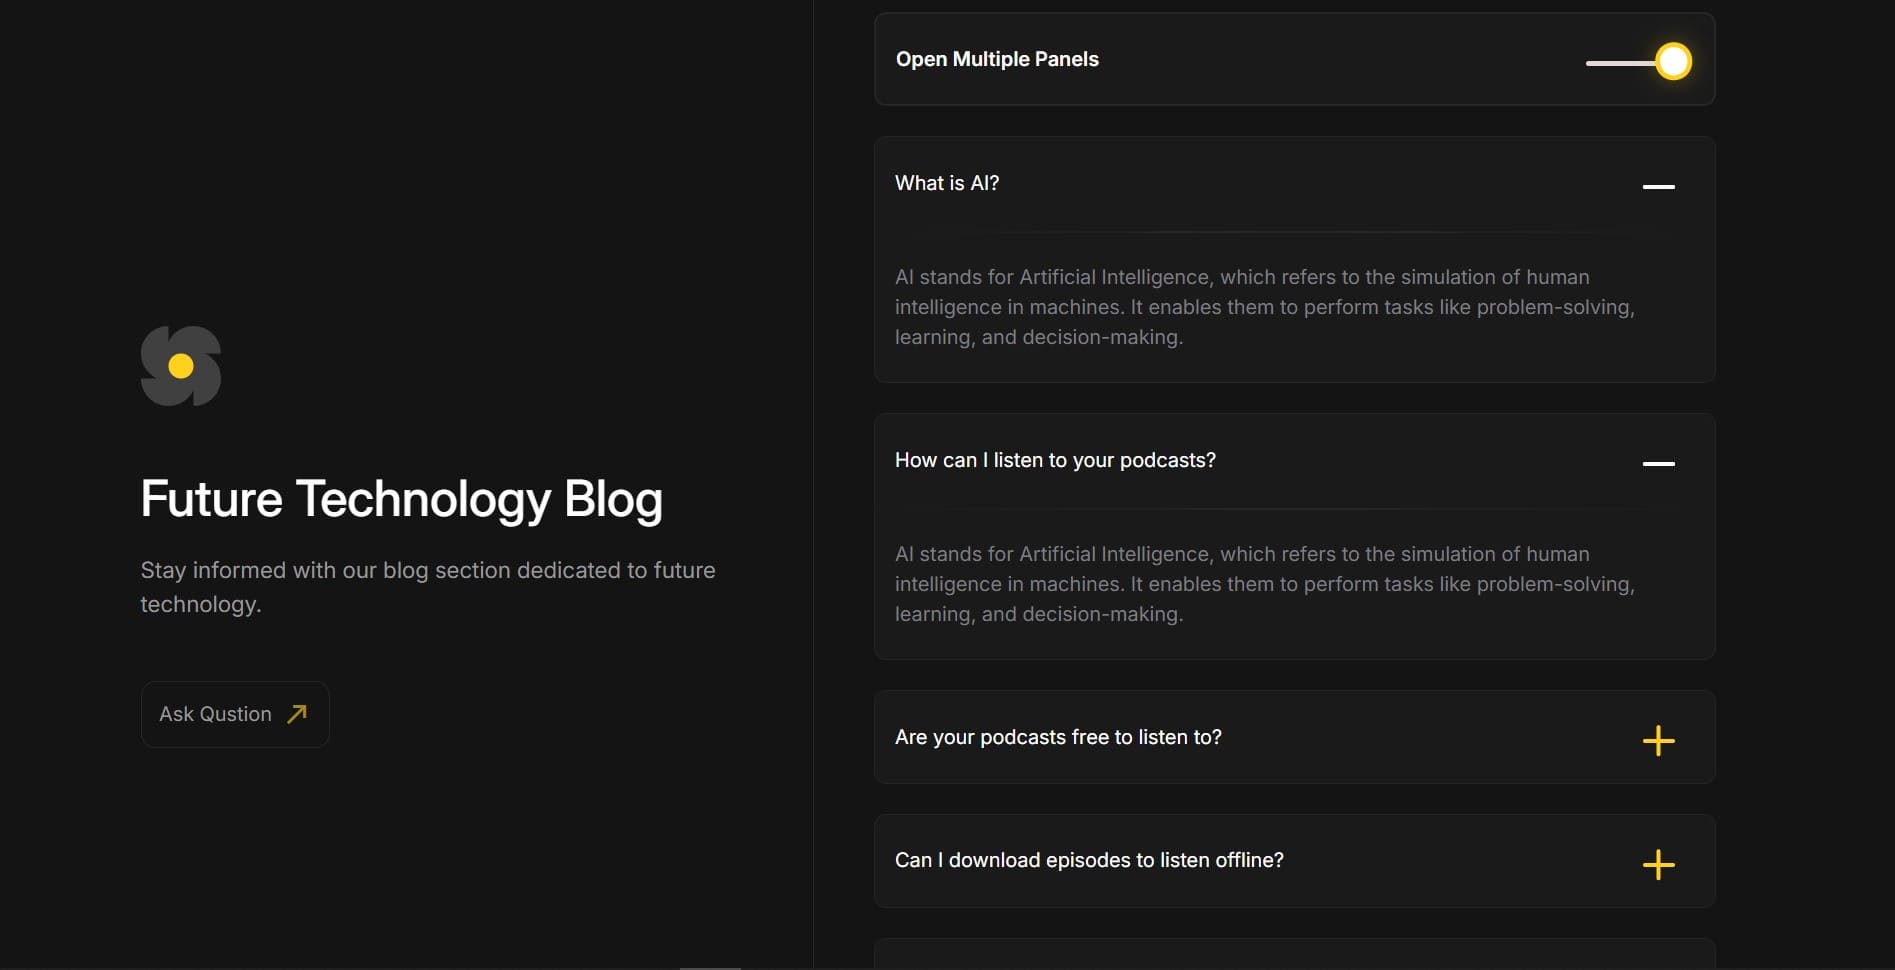 Future Technology Blog
Stay informed with our blog section dedicated to future
technology.
Ask Qustion
Open Multiple Panels
What is AI?
AI stands for Artificial Intelligence, which refers to the simulation of human
intelligence in machines. It enables them to perform tasks like problem-solving,
learning, and decision-making.
How can I listen to your podcasts?
AI stands for Artificial Intelligence, which refers to the simulation of human
intelligence in machines. It enables them to perform tasks like problem-solving,
learning, and decision-making.
Are your podcasts free to listen to?
Can I download episodes to listen offline?